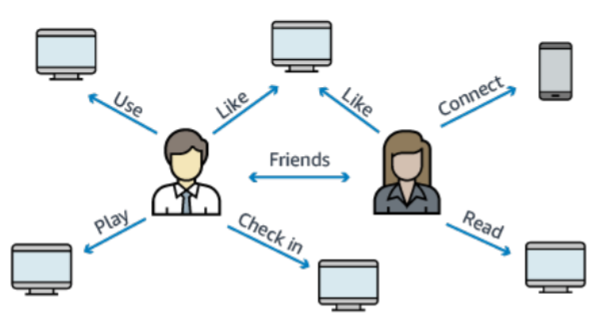 Use
Like
Like
Connect
Friends
Play
Check in
Read